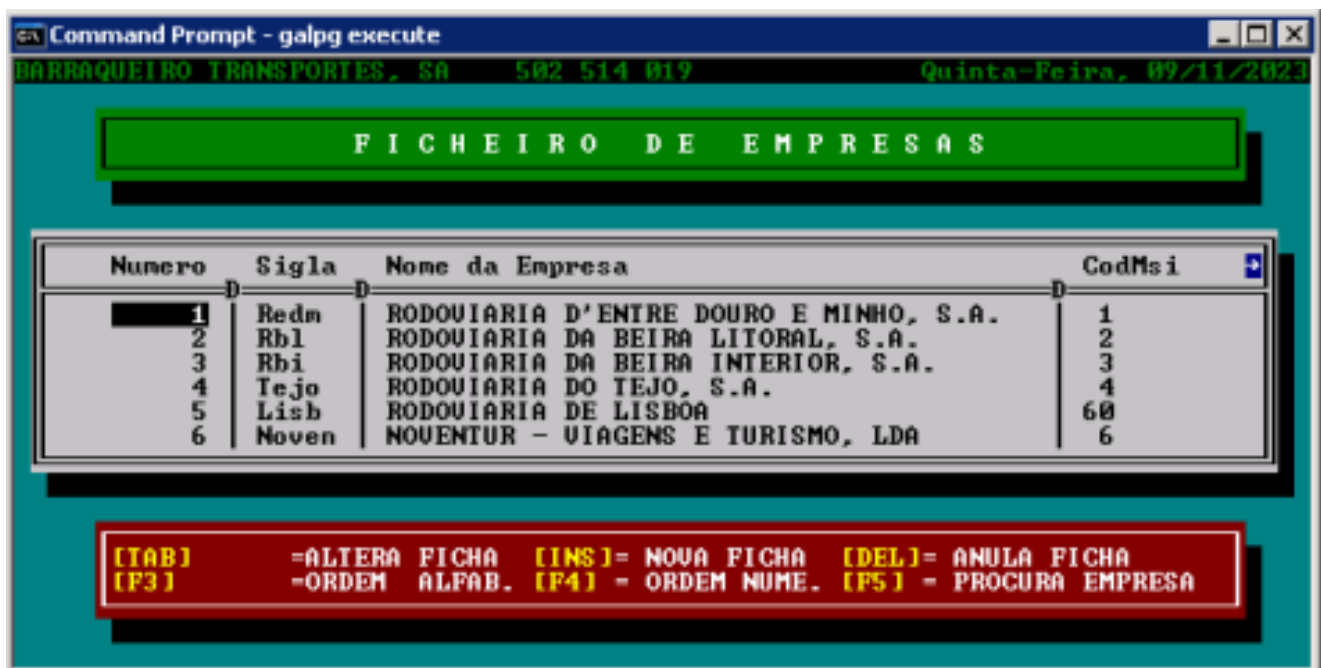 Command Prompt - galpg execute
BARRAQUEIRO TRANSPORTES, SA 502 514 019 Quinta-Feira, 09/11/2023
FICHEIRO DE EMPRESAS
Numero Sigla Nome da Empresa CodMsi
1 Redm RODOVIARIA D'ENTRE DOURO E MINHO, S.A. 1
2 Rbl RODOVIARIA DA BEIRA LITORAL, S.A. 2
3 Rbi RODOVIARIA DA BEIRA INTERIOR, S.A. 3
4 Tejo RODOVIARIA DO TEJO, S.A. 4
5 Lisb RODOVIARIA DE LISBOA 60
6 Noven NOVENTUR - VIAGENS E TURISMO, LDA 6
[TAB] =ALTERA FICHA [INS]= NOVA FICHA [DEL]= ANULA FICHA
[F3] =ORDEM ALFAB. [F4] = ORDEM NUME. [F5] = PROCURA EMPRESA